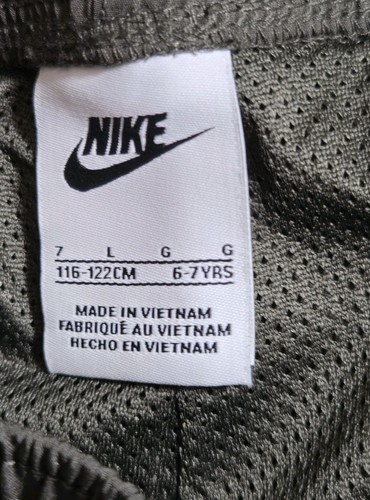 NIKE
7 L G G
116-122CM 6-7YRS
MADE IN VIETNAM
FABRIQUÉ AU VIETNAM
HECHO EN VIETNAM